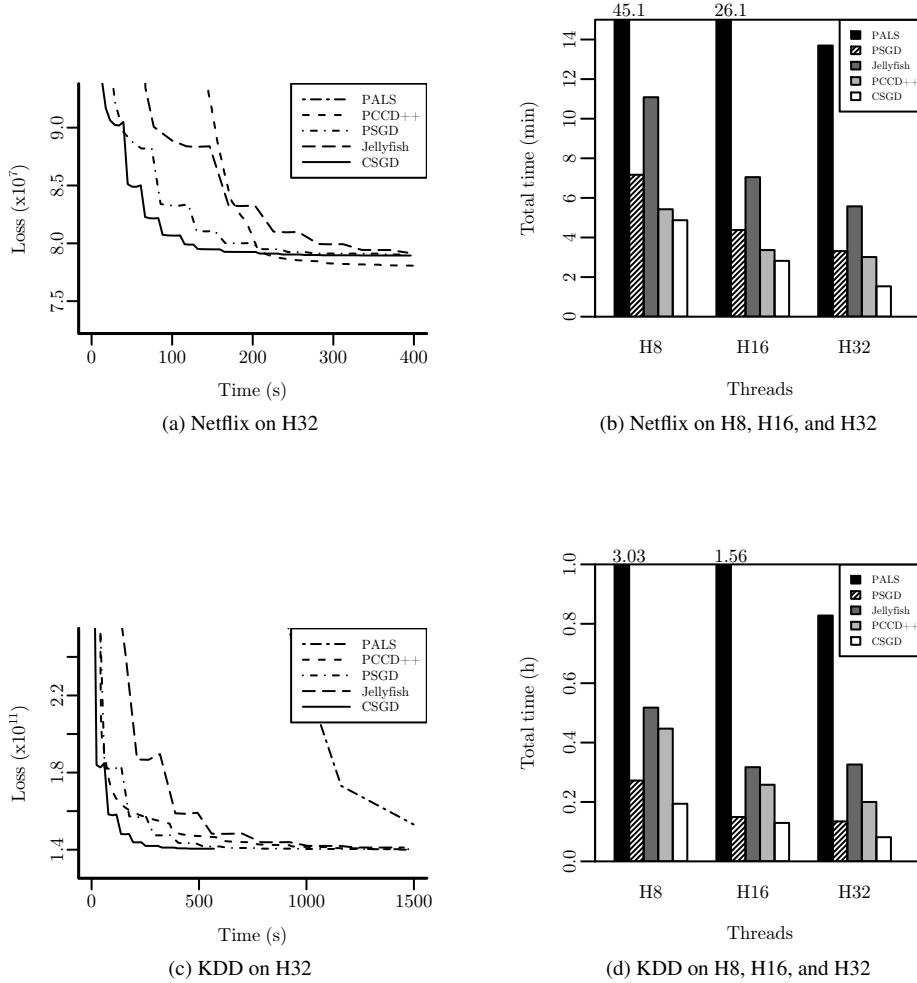 Loss (x10⁷)
9.0
8.5
8.0
7.5
PALS
PCCD++
PSGD
Jellyfish
CSGD
0 100 200 300 400
Time (s)
(a) Netflix on H32
45.1 26.1
Total time (min)
14
12
10
8
6
4
2
0
PALS
PSGD
Jellyfish
PCCD++
CSGD
H8 H16 H32
Threads
(b) Netflix on H8, H16, and H32
Loss (x10¹¹)
2.2
1.8
1.4
PALS
PCCD++
PSGD
Jellyfish
CSGD
0 500 1000 1500
Time (s)
(c) KDD on H32
3.03 1.56
Total time (h)
1.0
0.8
0.6
0.4
0.2
0.0
PALS
PSGD
Jellyfish
PCCD++
CSGD
H8 H16 H32
Threads
(d) KDD on H8, H16, and H32